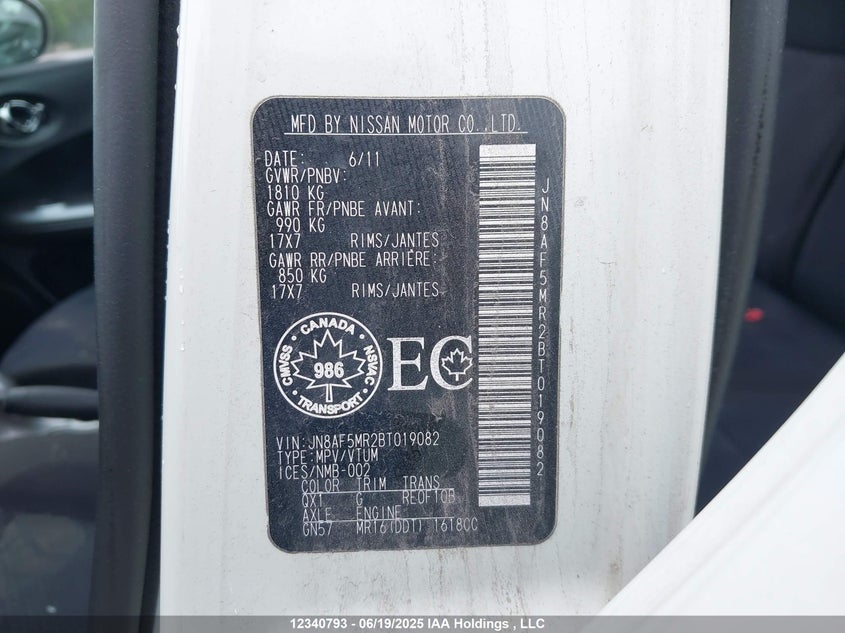 MFD BY NISSAN MOTOR CO.,LTD.
DATE: 6/11
GVWR/PNBV:
1810 KG
GAWR FR/PNBE AVANT:
990 KG
17X7 RIMS/JANTES
GAWR RR/PNBE ARRIÈRE:
850 KG
17X7 RIMS/JANTES
CANADA
CMVSS
986
NSVAC
TRANSPORT
EC
VIN:JN8AF5MR2BT019082
TYPE:MPV/VTUM
ICES/NMB-002
COLOR TRIM TRANS
QX1 G RE0F10B
AXLE ENGINE
GN57 MR16(DDT) 1618CC
JN8AF5MR2BT019082
12340793 - 06/19/2025 IAA Holdings , LLC